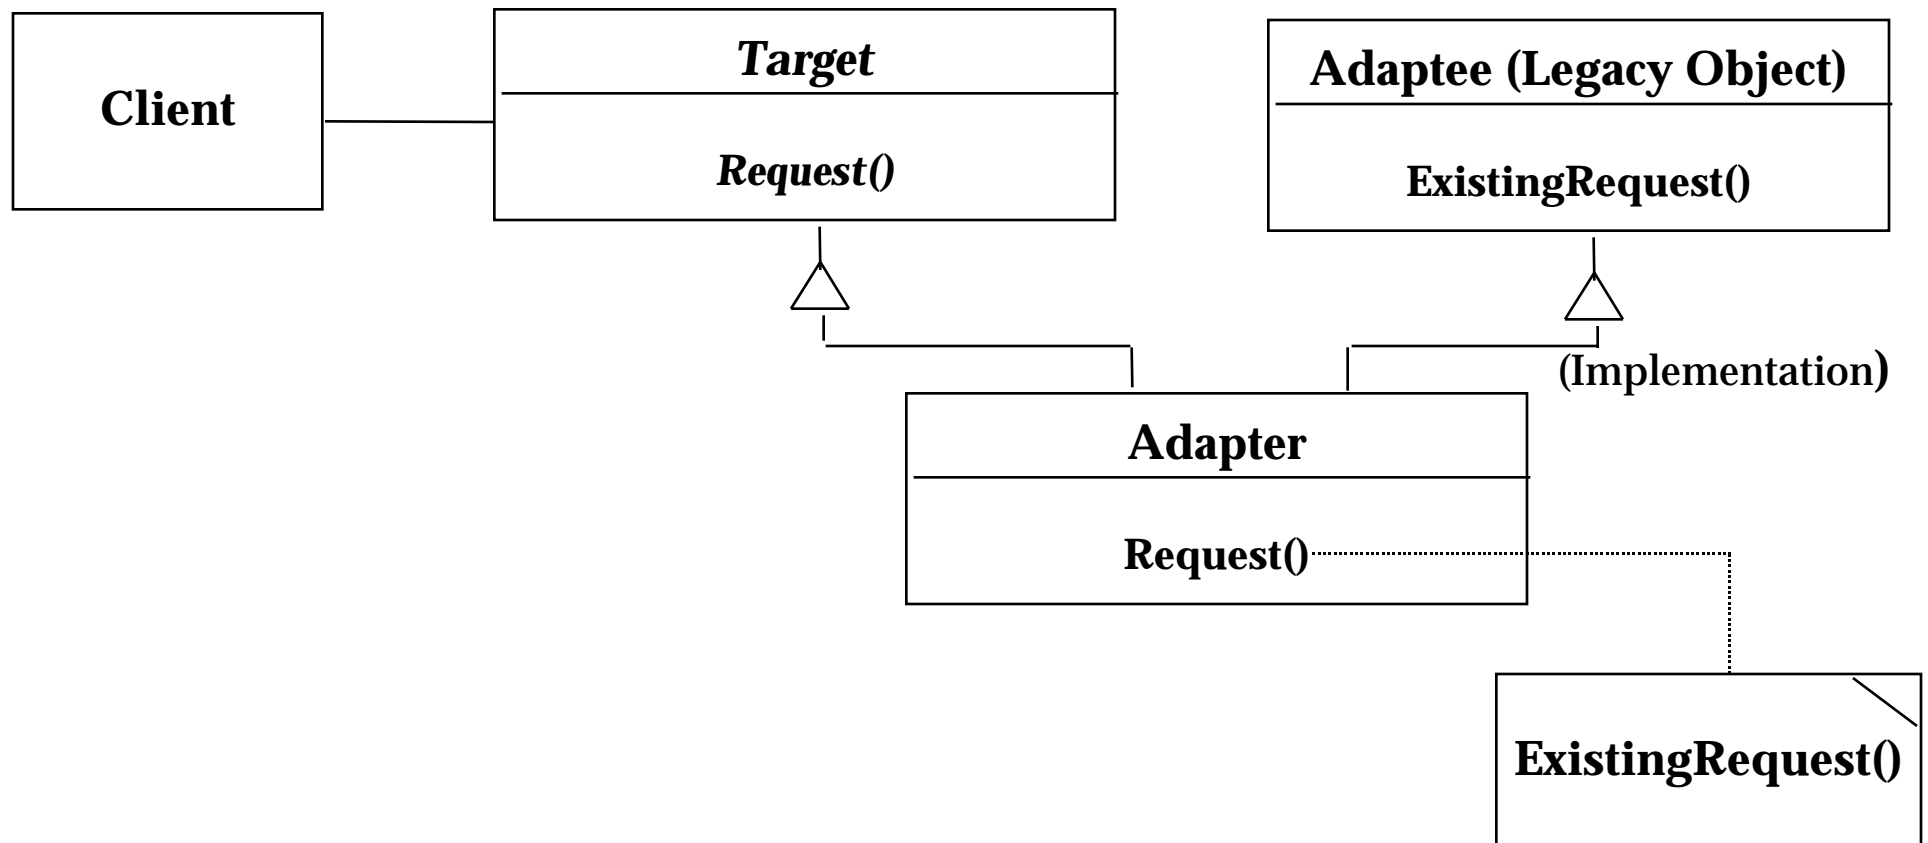 Client
Target
Request()
Adaptee (Legacy Object)
ExistingRequest()
(Implementation)
Adapter
Request()
ExistingRequest()